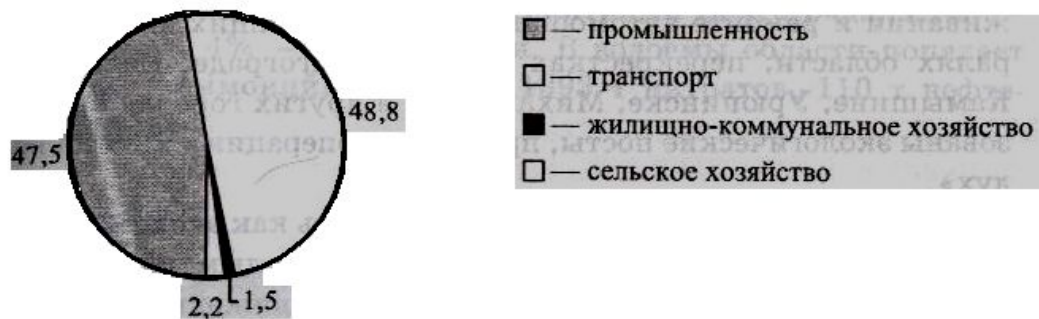 47,5
48,8
2,2
1,5
— промышленность
— транспорт
— жилищно-коммунальное хозяйство
— сельское хозяйство